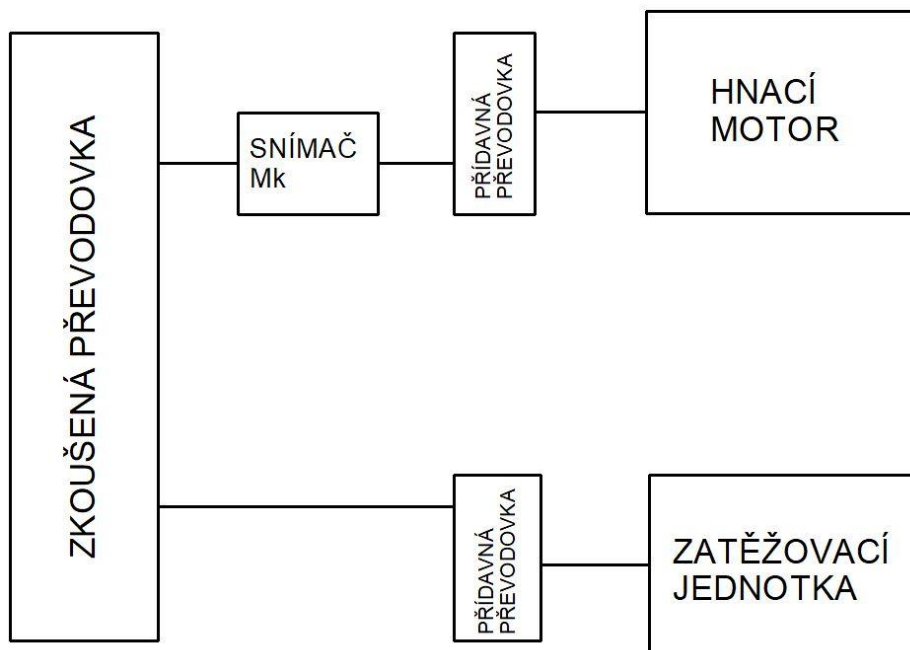 ZKOUŠENÁ PŘEVODOVKA
SNÍMAČ
Mk
PŘÍDAVNÁ
PŘEVODOVKA
HNACÍ
MOTOR
PŘÍDAVNÁ
PŘEVODOVKA
ZATĚŽOVACÍ
JEDNOTKA